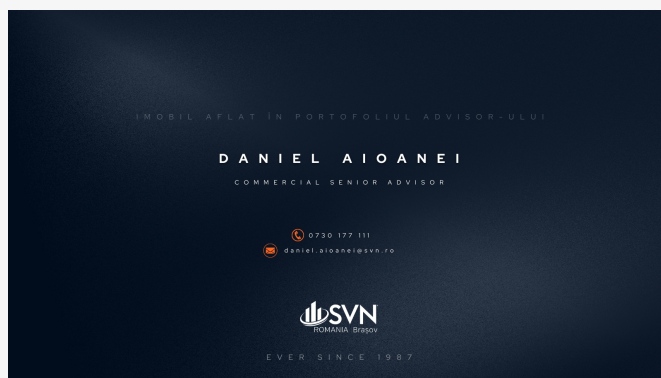 IMOBIL AFLAT ÎN PORTOFOLIUL ADVISOR-ULUI
DANIEL AIOANEI
COMMERCIAL SENIOR ADVISOR
0730 177 111
daniel.aioanei@svn.ro
SVN
ROMANIA Brașov
EVER SINCE 1987